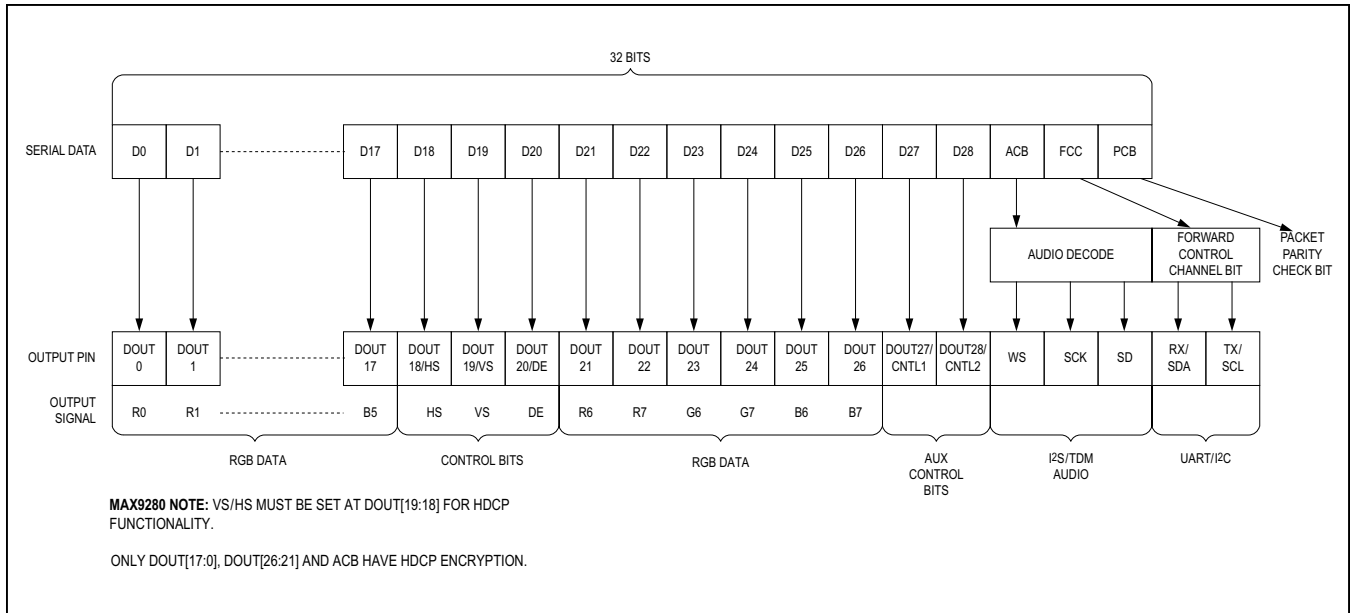 32 BITS
SERIAL DATA D0 D1 D17 D18 D19 D20 D21 D22 D23 D24 D25 D26 D27 D28 ACB FCC PCB
AUDIO DECODE
FORWARD
CONTROL
CHANNEL BIT
PACKET
PARITY
CHECK BIT
OUTPUT PIN
DOUT
0
DOUT
1
DOUT
17
DOUT
18/HS
DOUT
19/VS
DOUT
20/DE
DOUT
21
DOUT
22
DOUT
23
DOUT
24
DOUT
25
DOUT
26
DOUT27/
CNTL1
DOUT28/
CNTL2
WS
SCK
SD
RX/
SDA
TX/
SCL
OUTPUT
SIGNAL
R0 R1 B5 HS VS DE R6 R7 G6 G7 B6 B7
RGB DATA
CONTROL BITS
RGB DATA
AUX
CONTROL
BITS
I2S/TDM
AUDIO
UART/I2C
MAX9280 NOTE: VS/HS MUST BE SET AT DOUT[19:18] FOR HDCP
FUNCTIONALITY.
ONLY DOUT[17:0], DOUT[26:21] AND ACB HAVE HDCP ENCRYPTION.